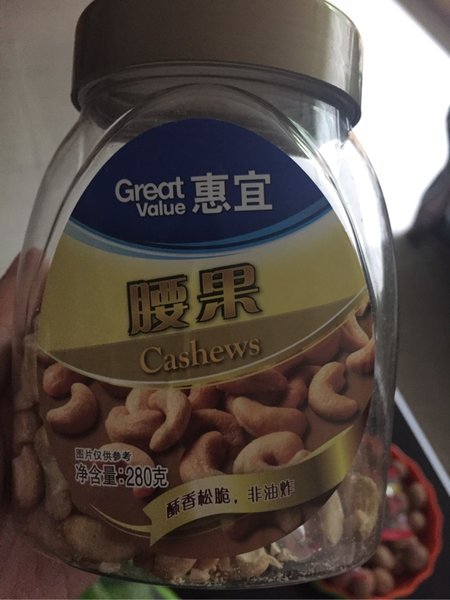 Great Value 惠宜
腰果
Cashews
图片仅供参考
净含量:280克
酥香松脆,非油炸